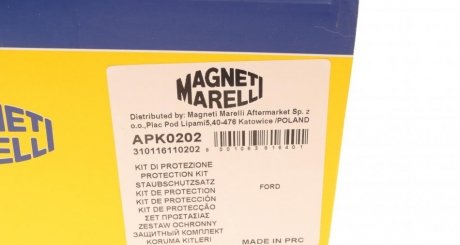 MAGNETI
MARELLI
MAGNETI
MARELLI
Distributed by: Magneti Marelli Aftermarket Sp. z
o.o.,Plac Pod Lipami5,40-476 Katowice /POLAND
APK0202
310116110202
KIT DI PROTEZIONE
PROTECTION KIT
STAUBSCHUTZSATZ
KIT DE PROTECTION
KIT DE PROTECCIÓN
KIT DE PROTECÇÃO
ΣΕΤ ΠΡΟΣΤΑΣΙΑΣ
ZESTAW OCHRONNY
ЗАЩИТНЫЙ КОМПЛЕКТ
KORUMA KITLERI
FORD
MADE IN PRC